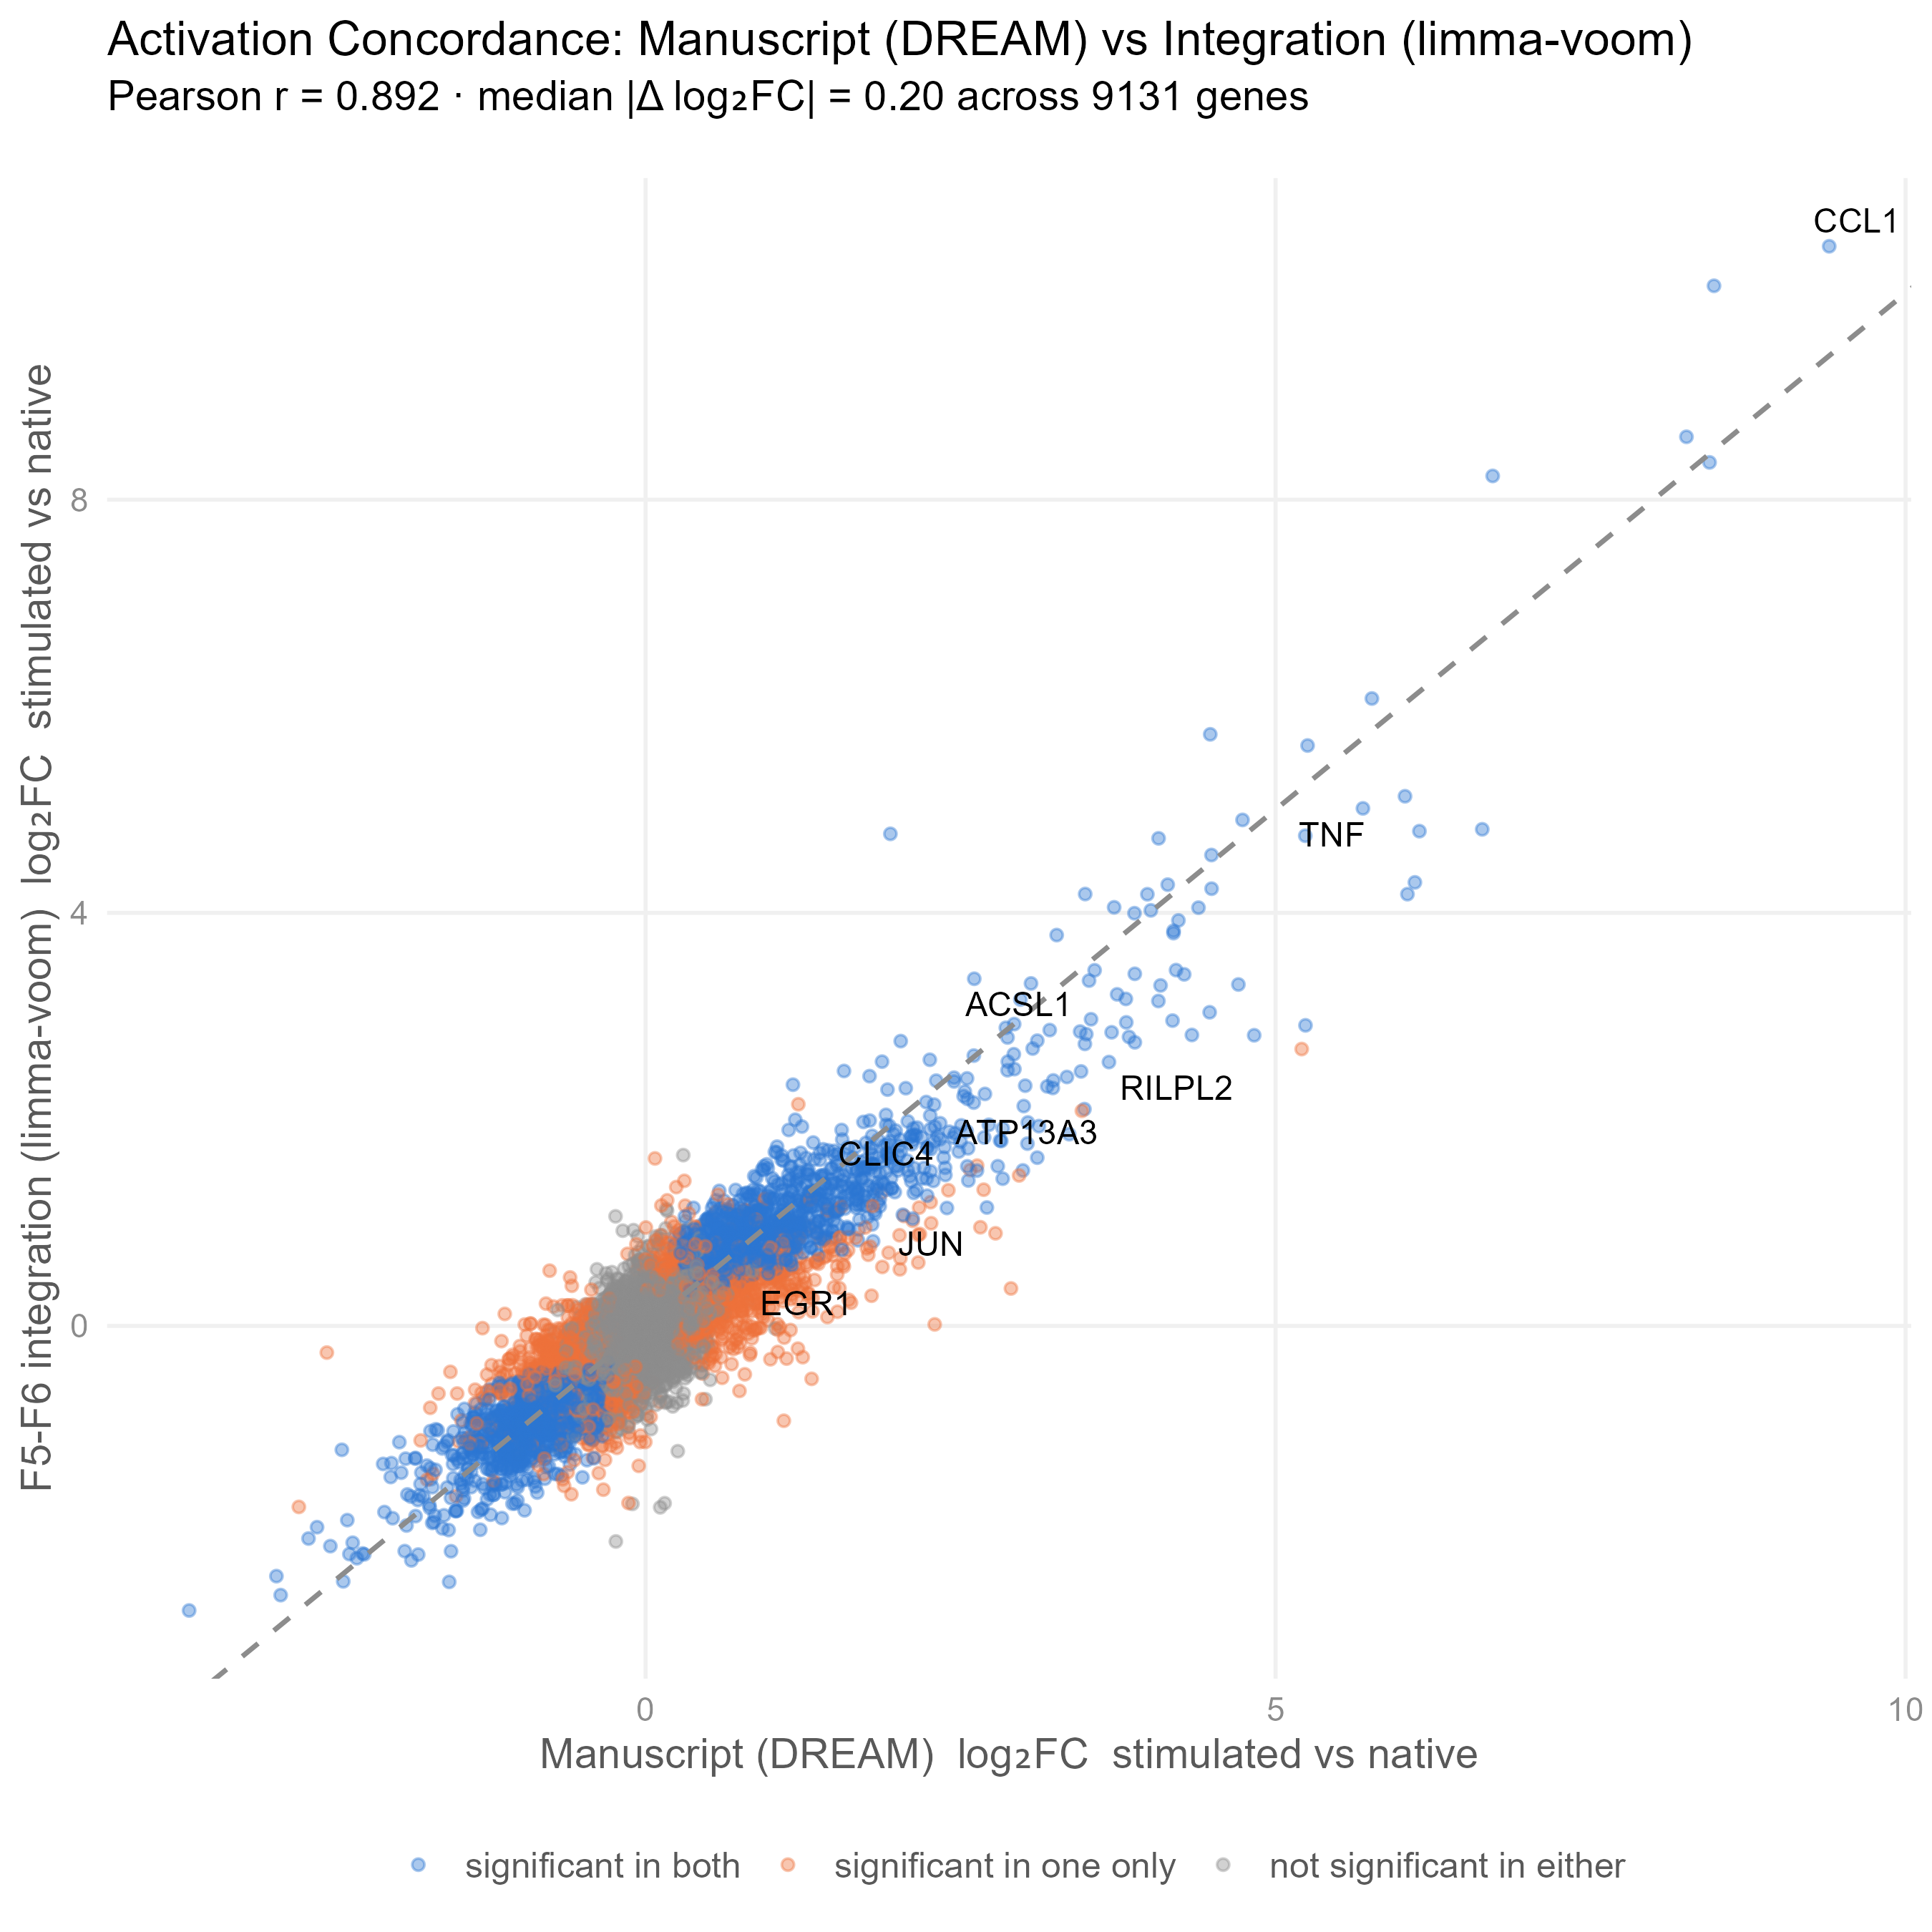 Activation Concordance: Manuscript (DREAM) vs Integration (limma-voom)
Pearson r = 0.892 · median |Δ log₂FC| = 0.20 across 9131 genes
CCL1
8
TNF
4
ACSL1
RILPL2
ATP13A3
CLIC4
JUN
EGR1
0
F5-F6 integration (limma-voom) log₂FC stimulated vs native
0
5
10
Manuscript (DREAM) log₂FC stimulated vs native
significant in both
significant in one only
not significant in either